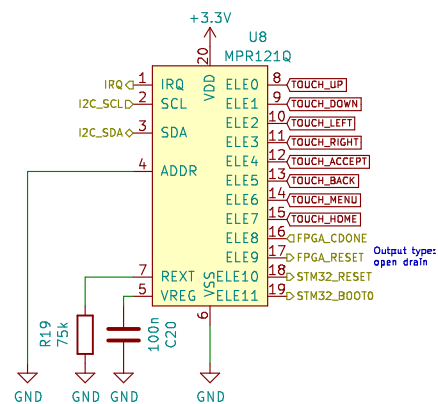 +3.3V
U8
MPR121Q
20
VDD
IRQ 1 IRQ ELE0 8 TOUCH_UP
I2C_SCL 2 SCL ELE1 9 TOUCH_DOWN
ELE2 10 TOUCH_LEFT
I2C_SDA 3 SDA ELE3 11 TOUCH_RIGHT
ELE4 12 TOUCH_ACCEPT
4 ADDR ELE5 13 TOUCH_BACK
ELE6 14 TOUCH_MENU
ELE7 15 TOUCH_HOME
ELE8 16 FPGA_CDONE
ELE9 17 FPGA_RESET
Output type:
open drain
7 REXT ELE10 18 STM32_RESET
5 VREG ELE11 19 STM32_BOOT0
VSS
6
R19
75k
100n
C20
GND GND GND GND